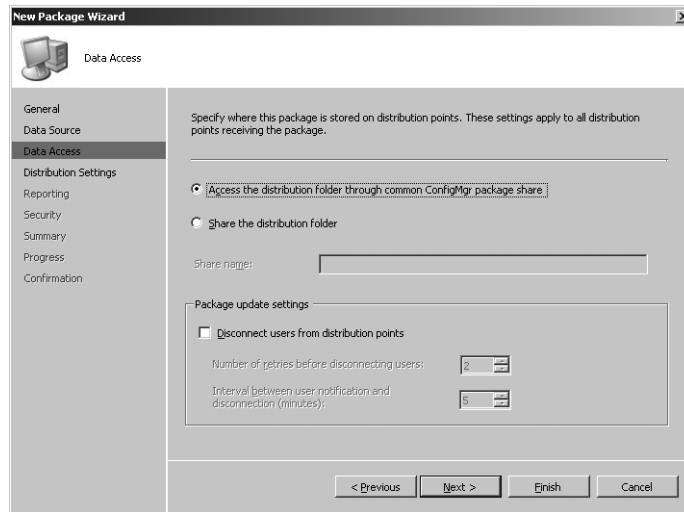 New Package Wizard
Data Access
General
Data Source
Data Access
Distribution Settings
Reporting
Security
Summary
Progress
Confirmation
Specify where this package is stored on distribution points. These settings apply to all distribution
points receiving the package.
Access the distribution folder through common ConfigMgr package share
Share the distribution folder
Share name:
Package update settings
Disconnect users from distribution points
Number of retries before disconnecting users:
2
Interval between user notification and
disconnection (minutes):
5
< Previous
Next >
Finish
Cancel